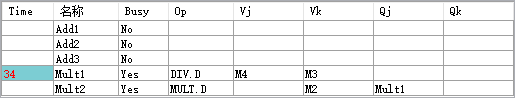 Time 名称 Busy Op Vj Vk Qj Qk
Add1 No
Add2 No
Add3 No
34 Mult1 Yes DIV.D M4 M3
Mult2 Yes MULT.D M2 Mult1